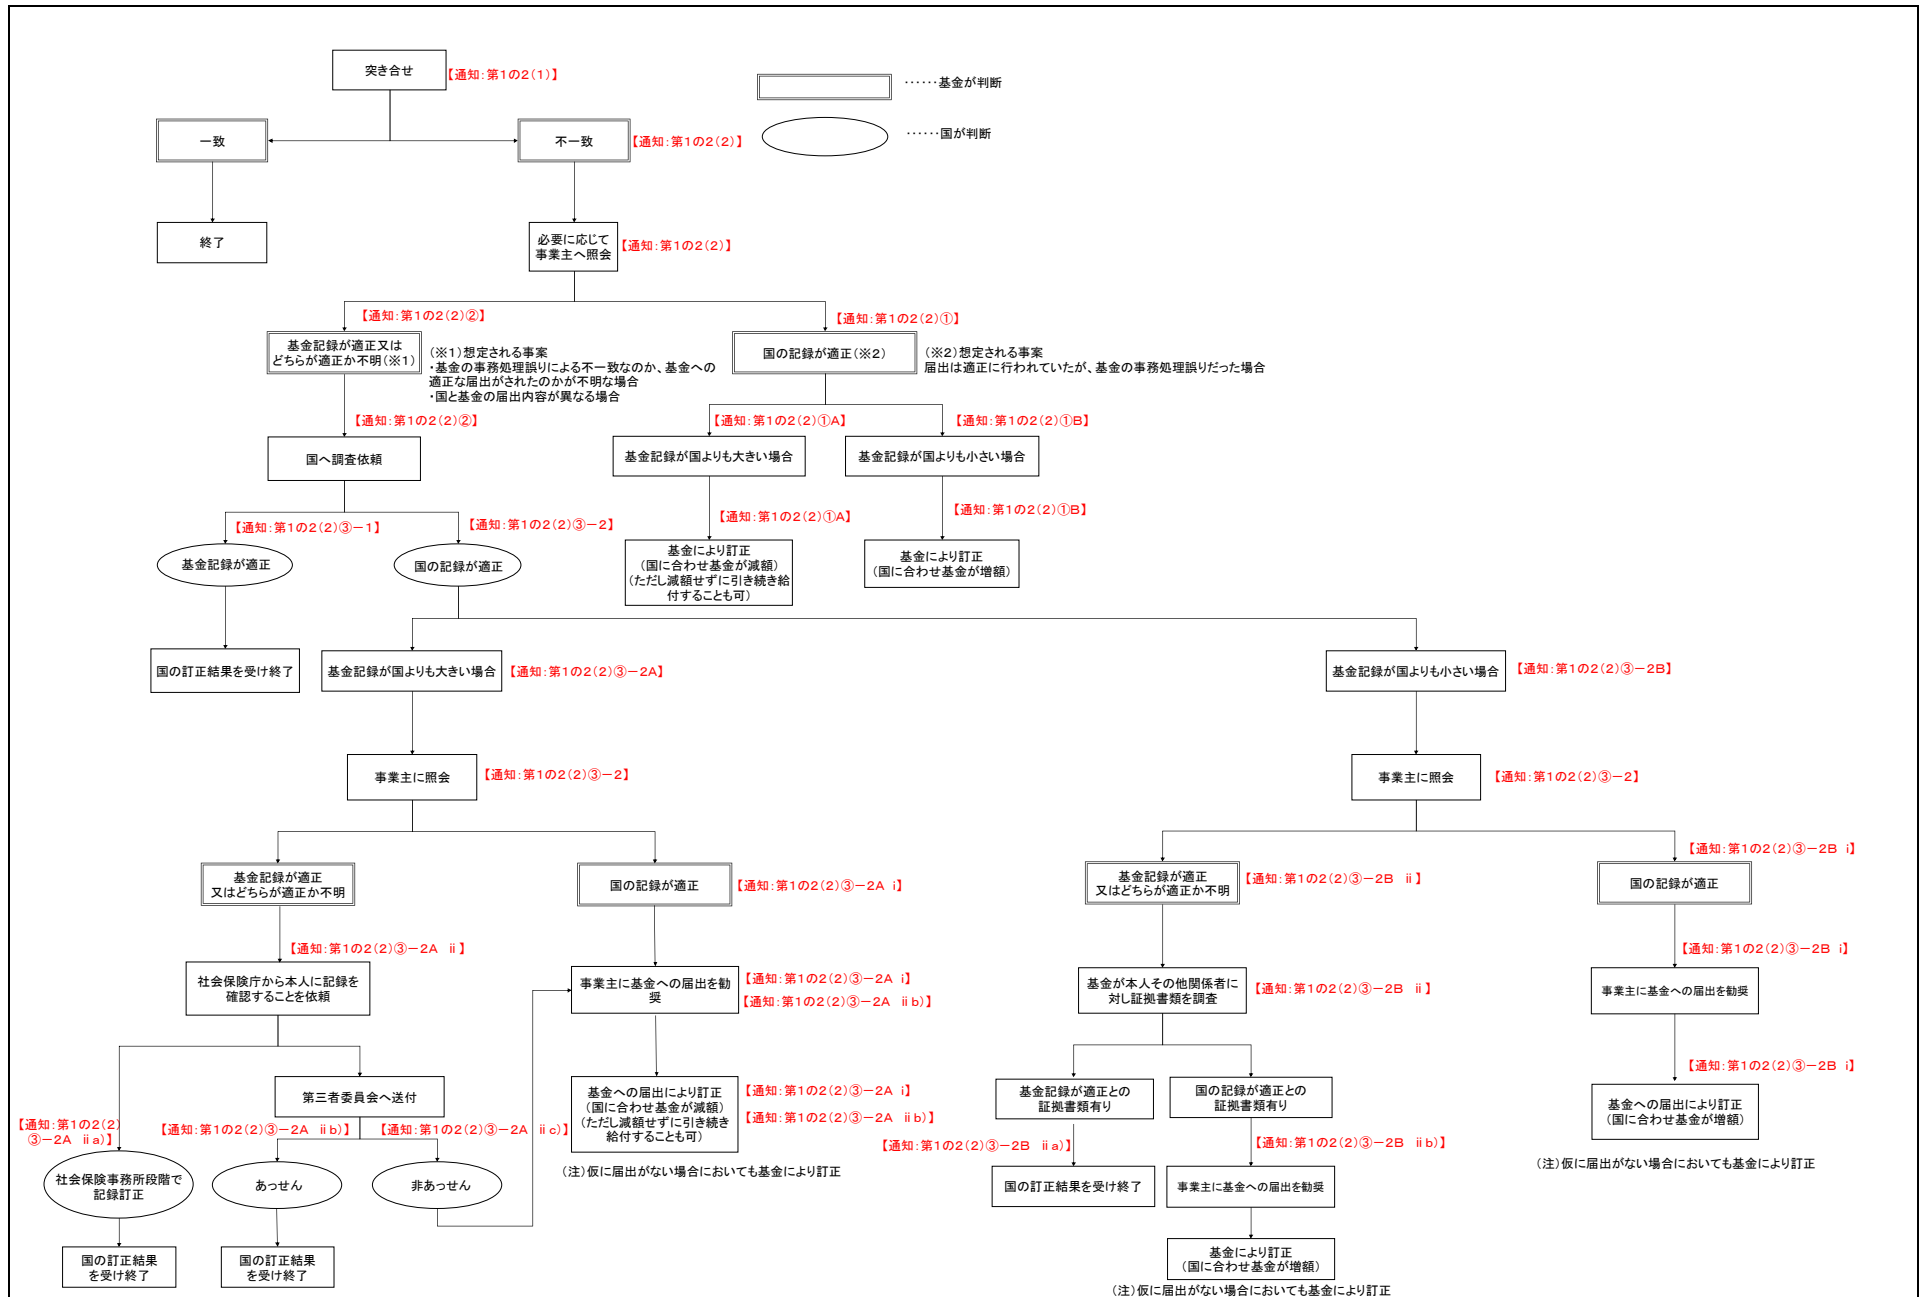 突き合せ
【通知：第1の2(1)】
‥‥‥基金が判断
‥‥‥国が判断
一致
不一致
【通知：第1の2(2)】
終了
必要に応じて
事業主へ照会
【通知：第1の2(2)】
【通知：第1の2(2)②】
【通知：第1の2(2)①】
基金記録が適正又は
どちらが適正か不明(※1)
(※1)想定される事案
・基金の事務処理誤りによる不一致なのか、基金への
適正な届出がされたのかが不明な場合
・国と基金の届出内容が異なる場合
国の記録が適正(※2)
(※2)想定される事案
届出は適正に行われていたが、基金の事務処理誤りだった場合
【通知：第1の2(2)②】
【通知：第1の2(2)①A】
【通知：第1の2(2)①B】
国へ調査依頼
基金記録が国よりも大きい場合
基金記録が国よりも小さい場合
【通知：第1の2(2)③－1】
【通知：第1の2(2)③－2】
【通知：第1の2(2)①A】
【通知：第1の2(2)①B】
基金記録が適正
国の記録が適正
基金により訂正
(国に合わせ基金が減額)
(ただし減額せずに引き続き給
付することも可)
基金により訂正
(国に合わせ基金が増額)
国の訂正結果を受け終了
基金記録が国よりも大きい場合
【通知：第1の2(2)③－2A】
基金記録が国よりも小さい場合
【通知：第1の2(2)③－2B】
事業主に照会
【通知：第1の2(2)③－2】
事業主に照会
【通知：第1の2(2)③－2】
基金記録が適正
又はどちらが適正か不明
国の記録が適正
【通知：第1の2(2)③－2A ⅰ】
基金記録が適正
又はどちらが適正か不明
【通知：第1の2(2)③－2B ⅱ】
【通知：第1の2(2)③－2B ⅰ】
国の記録が適正
【通知：第1の2(2)③－2A ⅱ】
【通知：第1の2(2)③－2B ⅰ】
社会保険庁から本人に記録を
確認することを依頼
事業主に基金への届出を勧
奨
【通知：第1の2(2)③－2A ⅰ】
【通知：第1の2(2)③－2A ⅱb)】
基金が本人その他関係者に
対し証拠書類を調査
【通知：第1の2(2)③－2B ⅱ】
事業主に基金への届出を勧奨
【通知：第1の2(2)③－2B ⅰ】
第三者委員会へ送付
基金への届出により訂正
(国に合わせ基金が減額)
(ただし減額せずに引き続き
給付することも可)
【通知：第1の2(2)③－2A ⅰ】
【通知：第1の2(2)③－2A ⅱb)】
基金記録が適正との
証拠書類有り
国の記録が適正との
証拠書類有り
基金への届出により訂正
(国に合わせ基金が増額)
【通知：第1の2(2)
③－2A ⅱa)】
【通知：第1の2(2)③－2A ⅱb)】
【通知：第1の2(2)③－2A ⅱc)】
【通知：第1の2(2)③－2B ⅱa)】
【通知：第1の2(2)③－2B ⅱb)】
(注)仮に届出がない場合においても基金により訂正
(注)仮に届出がない場合においても基金により訂正
社会保険事務所段階で
記録訂正
あっせん
非あっせん
国の訂正結果を受け終了
事業主に基金への届出を勧奨
国の訂正結果
を受け終了
国の訂正結果
を受け終了
基金により訂正
(国に合わせ基金が増額)
(注)仮に届出がない場合においても基金により訂正